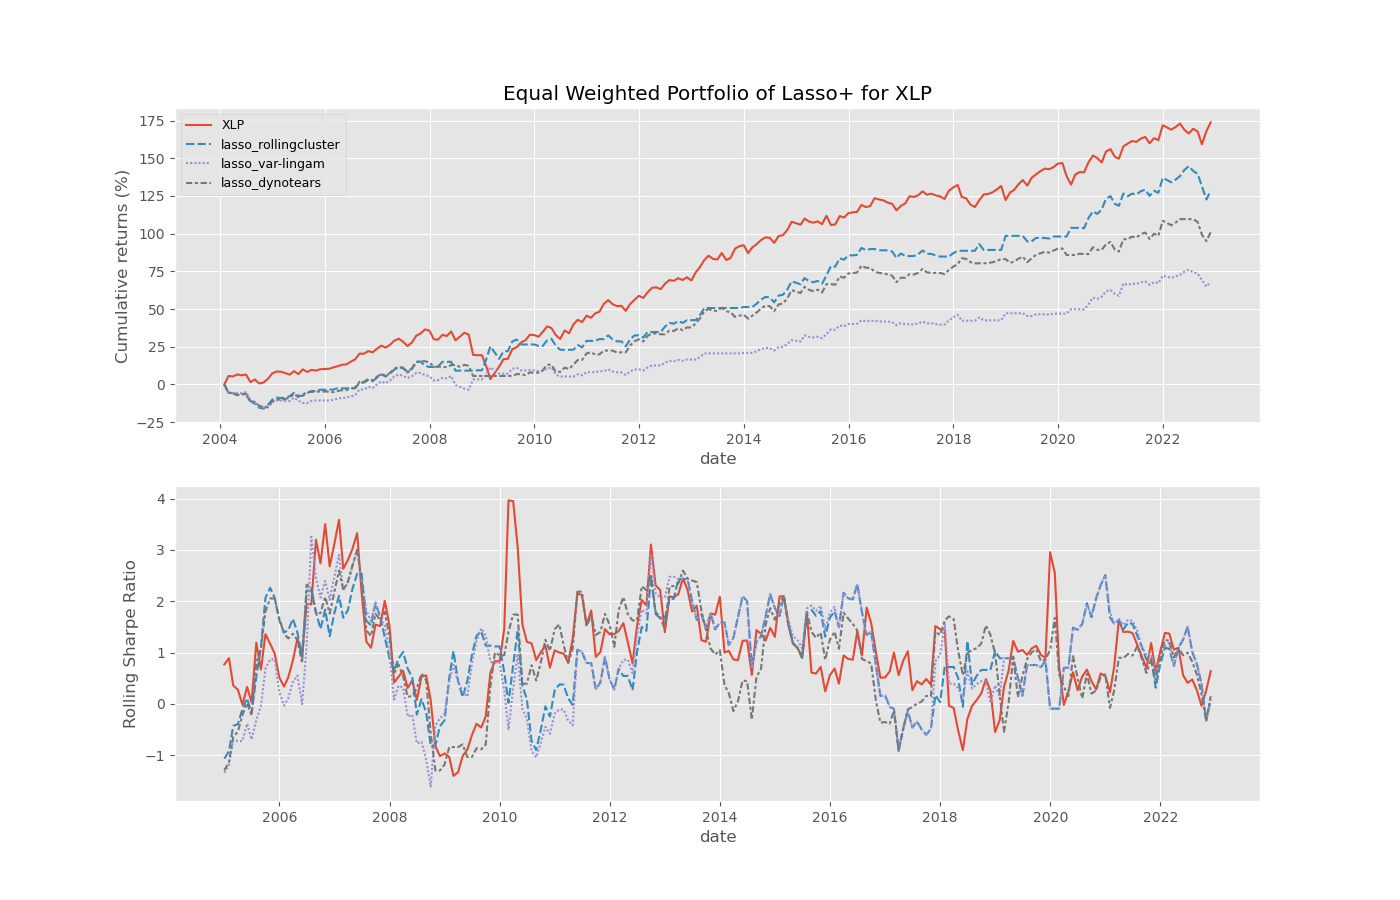 Equal Weighted Portfolio of Lasso+ for XLP
XLP
lasso_rollingcluster
lasso_var-lingam
lasso_dynotears
Cumulative returns (%)
175
150
125
100
75
50
25
0
−25
2004 2006 2008 2010 2012 2014 2016 2018 2020 2022
date
Rolling Sharpe Ratio
4
3
2
1
0
−1
2006 2008 2010 2012 2014 2016 2018 2020 2022
date